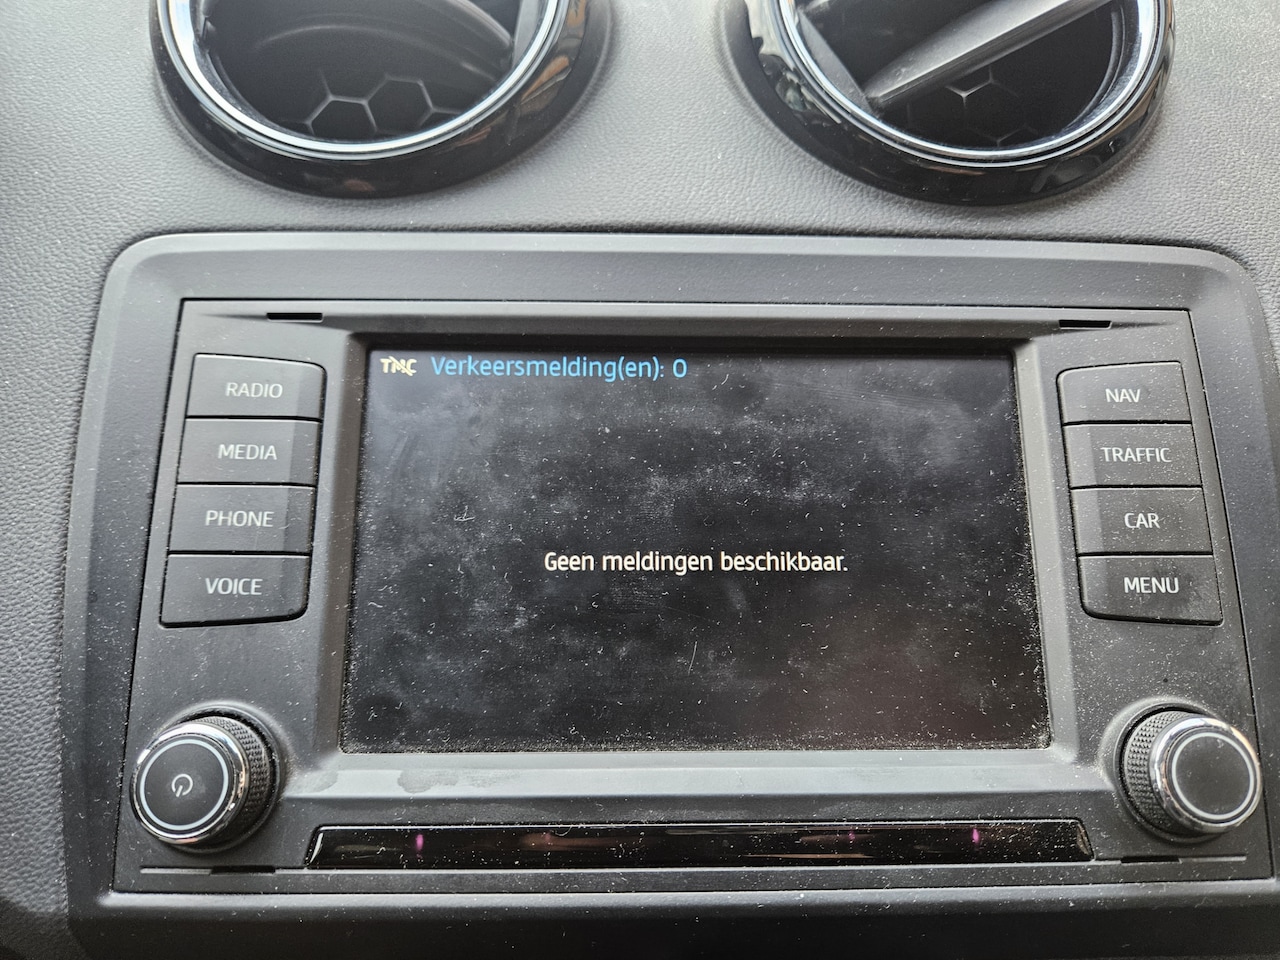 TMC Verkeersmelding(en): 0
RADIO
MEDIA
PHONE
VOICE
Geen meldingen beschikbaar.
NAV
TRAFFIC
CAR
MENU